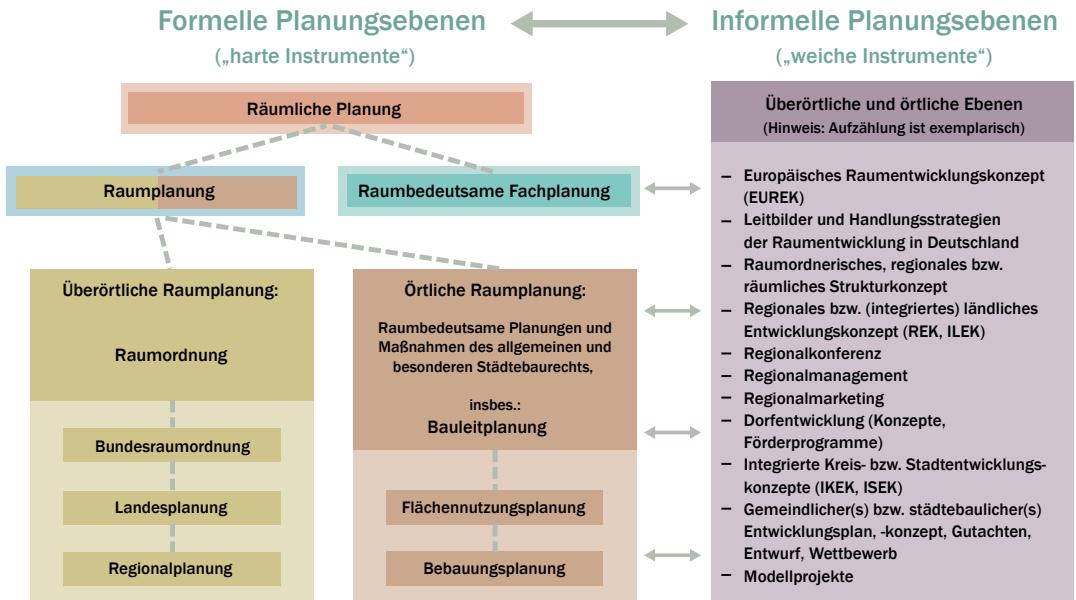 Formelle Planungsebenen
(„harte Instrumente“)
Räumliche Planung
Raumplanung
Raumbedeutsame Fachplanung
Überörtliche Raumplanung:
Raumordnung
Bundesraumordnung
Landesplanung
Regionalplanung
Örtliche Raumplanung:
Raumbedeutsame Planungen und
Maßnahmen des allgemeinen und
besonderen Städtebaurechts,
insbes.:
Bauleitplanung
Flächennutzungsplanung
Bebauungsplanung
Informelle Planungsebenen
(„weiche Instrumente“)
Überörtliche und örtliche Ebenen
(Hinweis: Aufzählung ist exemplarisch)
– Europäisches Raumentwicklungskonzept
(EUREK)
– Leitbilder und Handlungsstrategien
der Raumentwicklung in Deutschland
– Raumordnerisches, regionales bzw.
räumliches Strukturkonzept
– Regionales bzw. (integriertes) ländliches
Entwicklungskonzept (REK, ILEK)
– Regionalkonferenz
– Regionalmanagement
– Regionalmarketing
– Dorfentwicklung (Konzepte,
Förderprogramme)
– Integrierte Kreis- bzw. Stadtentwicklungs-
konzepte (IKEK, ISEK)
– Gemeindlicher(s) bzw. städtebaulicher(s)
Entwicklungsplan, -konzept, Gutachten,
Entwurf, Wettbewerb
– Modellprojekte